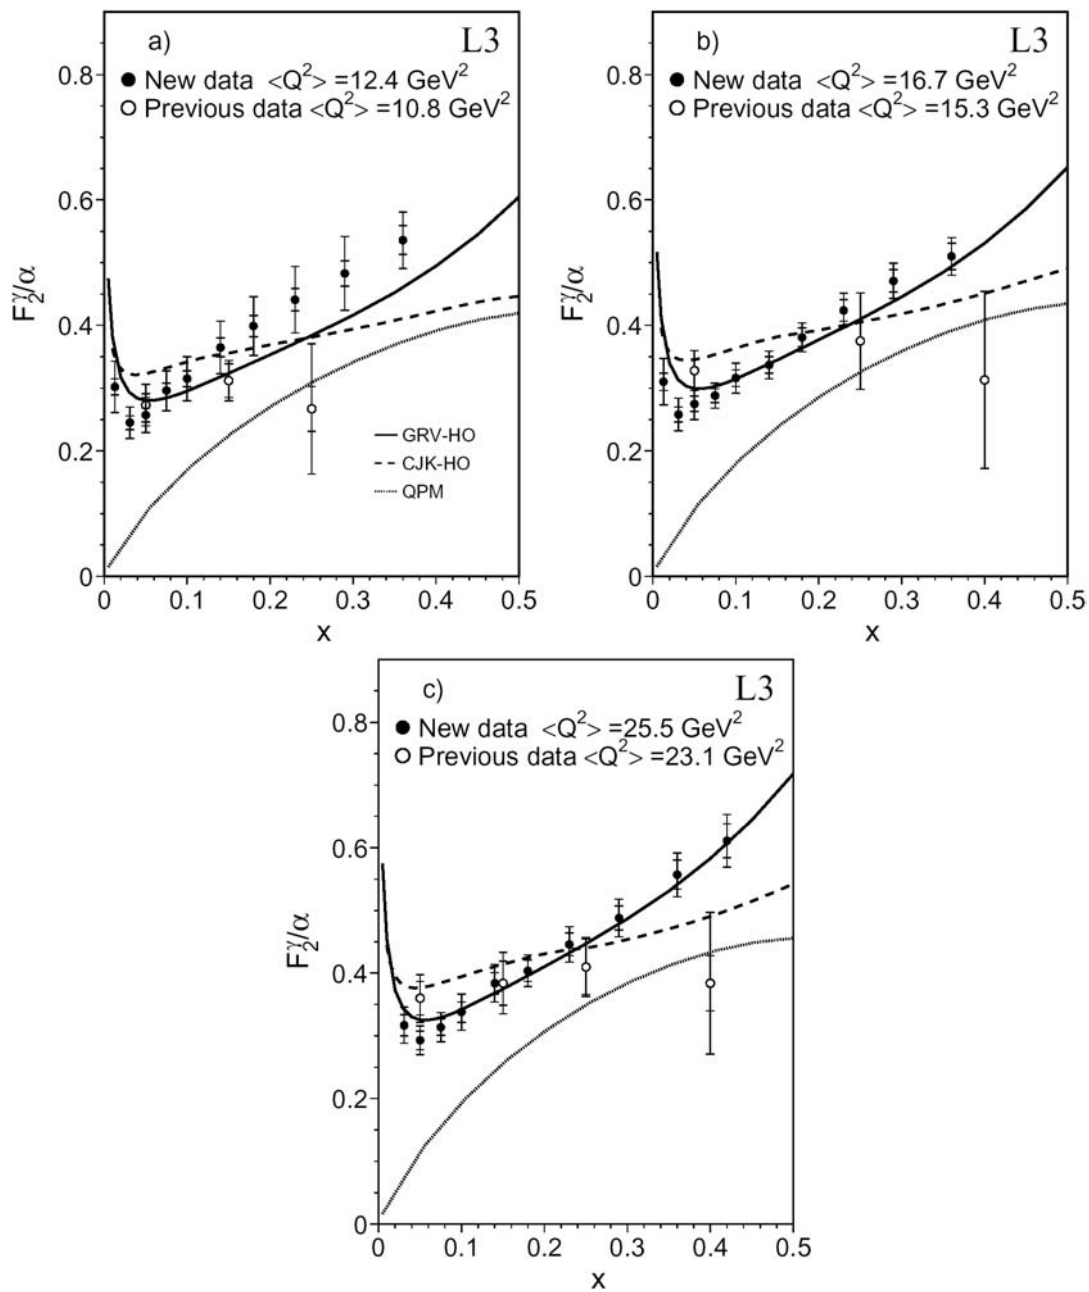 a) L3
● New data <Q²> =12.4 GeV²
○ Previous data <Q²> =10.8 GeV²
0.8
0.6
0.4
0.2
0
F₂^γ/α
GRV-HO
CJK-HO
QPM
0 0.1 0.2 0.3 0.4 0.5
x
b) L3
● New data <Q²> =16.7 GeV²
○ Previous data <Q²> =15.3 GeV²
0.8
0.6
0.4
0.2
0
F₂^γ/α
0 0.1 0.2 0.3 0.4 0.5
x
c) L3
● New data <Q²> =25.5 GeV²
○ Previous data <Q²> =23.1 GeV²
0.8
0.6
0.4
0.2
0
F₂^γ/α
0 0.1 0.2 0.3 0.4 0.5
x